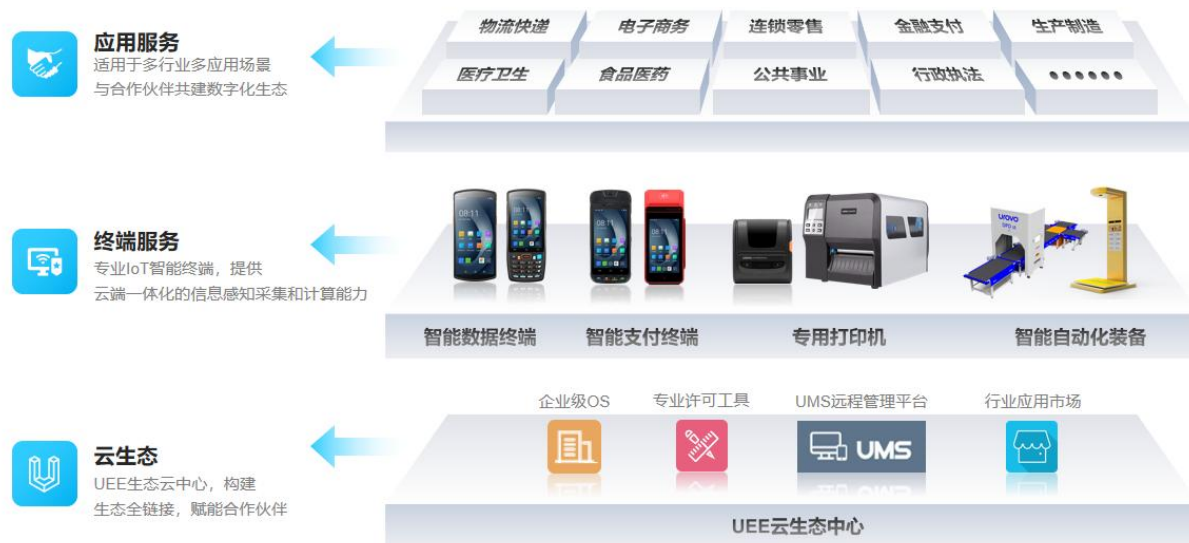 应用服务
适用于多行业多应用场景
与合作伙伴共建数字化生态
物流快递 电子商务 连锁零售 金融支付 生产制造
医疗卫生 食品医药 公共事业 行政执法 ••••••
终端服务
专业IoT智能终端，提供
云端一体化的信息感知采集和计算能力
08:11
08:11
08:11
08:11
urovo
智能数据终端 智能支付终端 专用打印机 智能自动化装备
云生态
UEE生态云中心，构建
生态全链接，赋能合作伙伴
企业级OS 专业许可工具 UMS远程管理平台 行业应用市场
UMS
UEE云生态中心